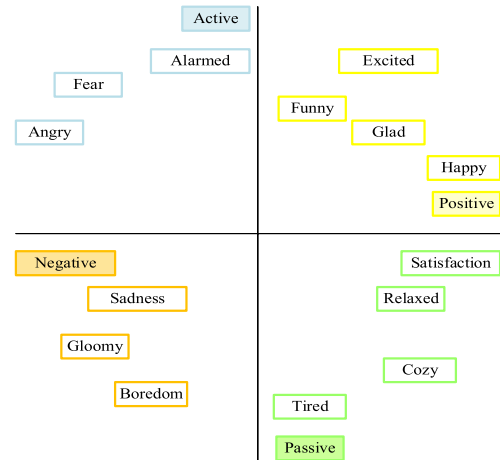 Active
Alarmed
Excited
Fear
Funny
Angry
Glad
Happy
Positive
Negative
Satisfaction
Sadness
Relaxed
Gloomy
Cozy
Boredom
Tired
Passive